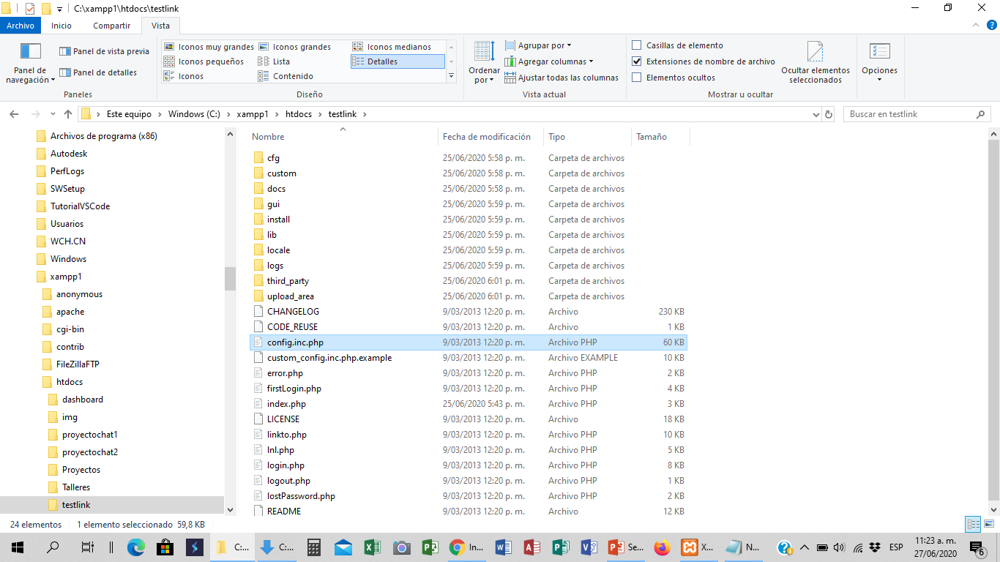 C:\xampp1\htdocs\testlink
Archivo Inicio Compartir Vista
Panel de navegación
Panel de vista previa
Panel de detalles
Paneles
Iconos muy grandes Iconos grandes Iconos medianos
Iconos pequeños Lista Detalles
Iconos Contenido
Diseño
Ordenar por
Agrupar por
Agregar columnas
Ajustar todas las columnas
Vista actual
Casillas de elemento
Extensiones de nombre de archivo
Elementos ocultos
Ocultar elementos seleccionados
Mostrar u ocultar
Opciones
Este equipo > Windows (C:) > xampp1 > htdocs > testlink >
Buscar en testlink
Archivos de programa (x86)
Autodesk
PerfLogs
SWSetup
TutorialVSCode
Usuarios
WCH.CN
Windows
xampp1
anonymous
apache
cgi-bin
contrib
FileZillaFTP
htdocs
dashboard
img
proyectochat1
proyectochat2
Proyectos
Talleres
testlink
Nombre Fecha de modificación Tipo Tamaño
cfg 25/06/2020 5:58 p. m. Carpeta de archivos
custom 25/06/2020 5:58 p. m. Carpeta de archivos
docs 25/06/2020 5:58 p. m. Carpeta de archivos
gui 25/06/2020 5:59 p. m. Carpeta de archivos
install 25/06/2020 5:59 p. m. Carpeta de archivos
lib 25/06/2020 5:59 p. m. Carpeta de archivos
locale 25/06/2020 5:59 p. m. Carpeta de archivos
logs 25/06/2020 5:59 p. m. Carpeta de archivos
third_party 25/06/2020 6:01 p. m. Carpeta de archivos
upload_area 25/06/2020 6:01 p. m. Carpeta de archivos
CHANGELOG 9/03/2013 12:20 p. m. Archivo 230 KB
CODE_REUSE 9/03/2013 12:20 p. m. Archivo 1 KB
config.inc.php 9/03/2013 12:20 p. m. Archivo PHP 60 KB
custom_config.inc.php.example 9/03/2013 12:20 p. m. Archivo EXAMPLE 10 KB
error.php 9/03/2013 12:20 p. m. Archivo PHP 2 KB
firstLogin.php 9/03/2013 12:20 p. m. Archivo PHP 4 KB
index.php 25/06/2020 5:43 p. m. Archivo PHP 3 KB
LICENSE 9/03/2013 12:20 p. m. Archivo 18 KB
linkto.php 9/03/2013 12:20 p. m. Archivo PHP 10 KB
lnl.php 9/03/2013 12:20 p. m. Archivo PHP 5 KB
login.php 9/03/2013 12:20 p. m. Archivo PHP 8 KB
logout.php 9/03/2013 12:20 p. m. Archivo PHP 1 KB
lostPassword.php 9/03/2013 12:20 p. m. Archivo PHP 2 KB
README 9/03/2013 12:20 p. m. Archivo 12 KB
24 elementos 1 elemento seleccionado 59,8 KB
C:... C:... In... Se... X... N... ESP 11:23 a. m.
27/06/2020
6